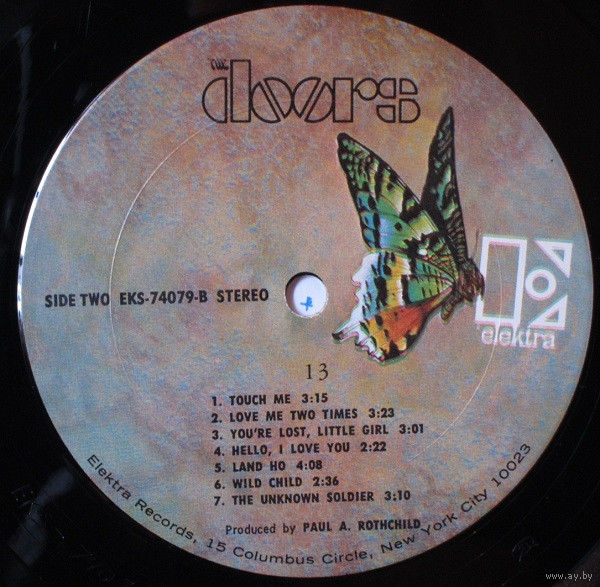 THE
doors
SIDE TWO EKS-74079-B STEREO
elektra
13
1. TOUCH ME 3:15
2. LOVE ME TWO TIMES 3:23
3. YOU'RE LOST, LITTLE GIRL 3:01
4. HELLO, I LOVE YOU 2:22
5. LAND HO 4:08
6. WILD CHILD 2:36
7. THE UNKNOWN SOLDIER 3:10
Produced by PAUL A. ROTHCHILD
Elektra Records, 15 Columbus Circle, New York City 10023
www.ay.by